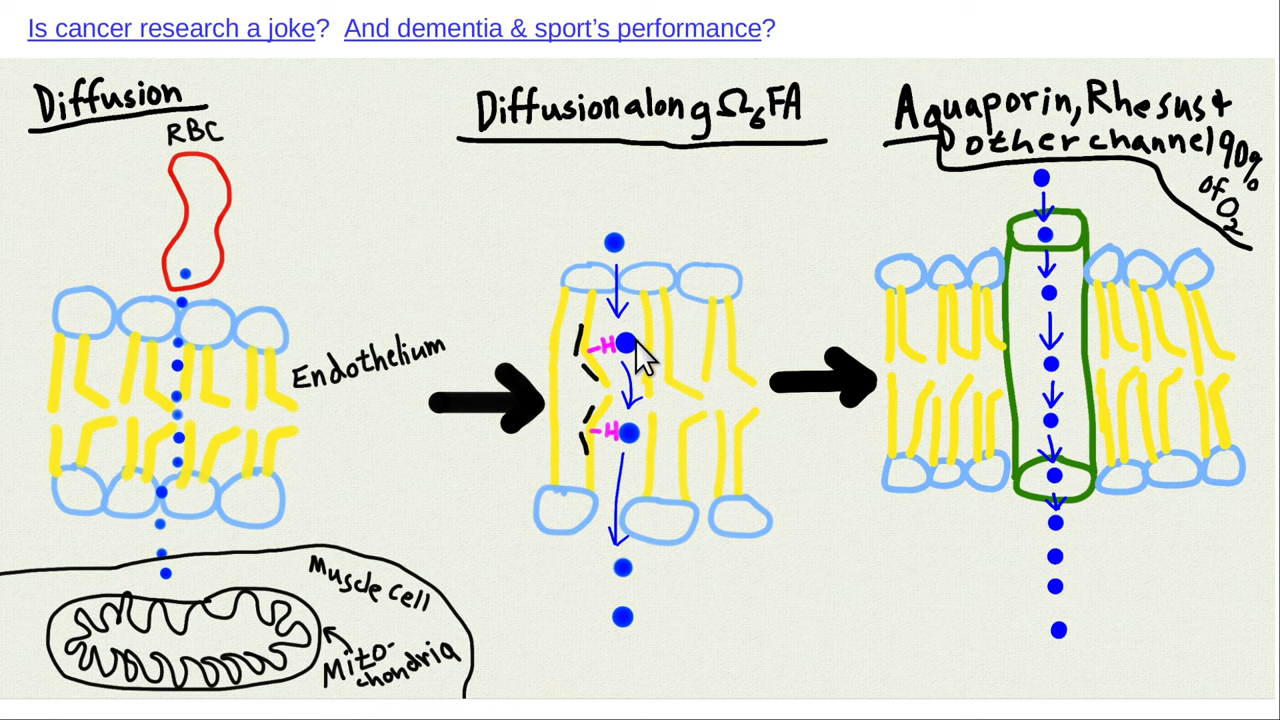 Is cancer research a joke? And dementia & sport's performance?
Diffusion
RBC
Endothelium
Muscle cell
Mito-
chondria
Diffusion along Ω6FA
-H
-H
Aquaporin, Rhesus +
other channel 90%
of
O2